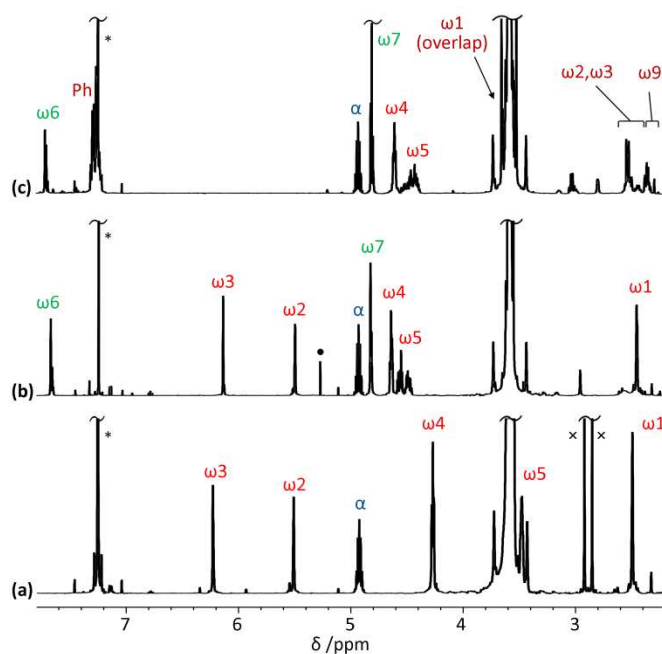 ω1
(overlap)
ω7
ω2,ω3
ω9
*
Ph
ω6
α
ω4
ω5
(c)
*
ω7
ω3
ω6
ω2
α
ω4
ω1
ω5
•
(b)
*
ω4
× ×
ω1
ω3
ω2
ω5
α
(a)
7 6 5 4 3
δ /ppm